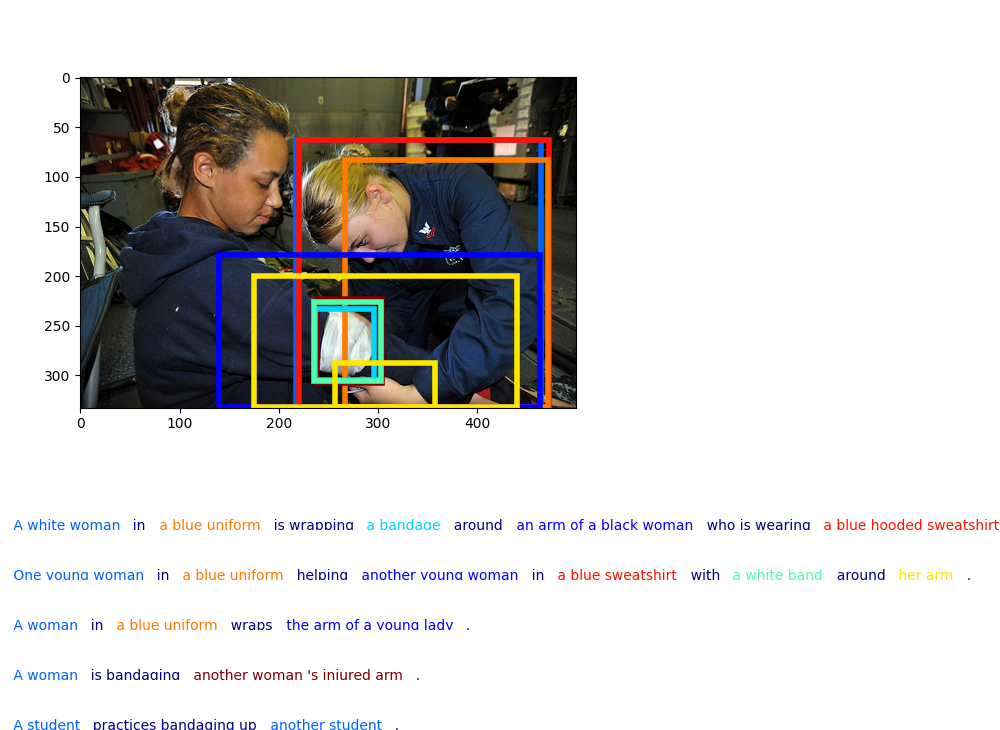 0
50
100
150
200
250
300
0 100 200 300 400
A white woman in a blue uniform is wrapping a bandage around an arm of a black woman who is wearing a blue hooded sweatshirt
One young woman in a blue uniform helping another young woman in a blue sweatshirt with a white band around her arm .
A woman in a blue uniform wraps the arm of a young lady .
A woman is bandaging another woman 's injured arm .
A student practices bandaging up another student .